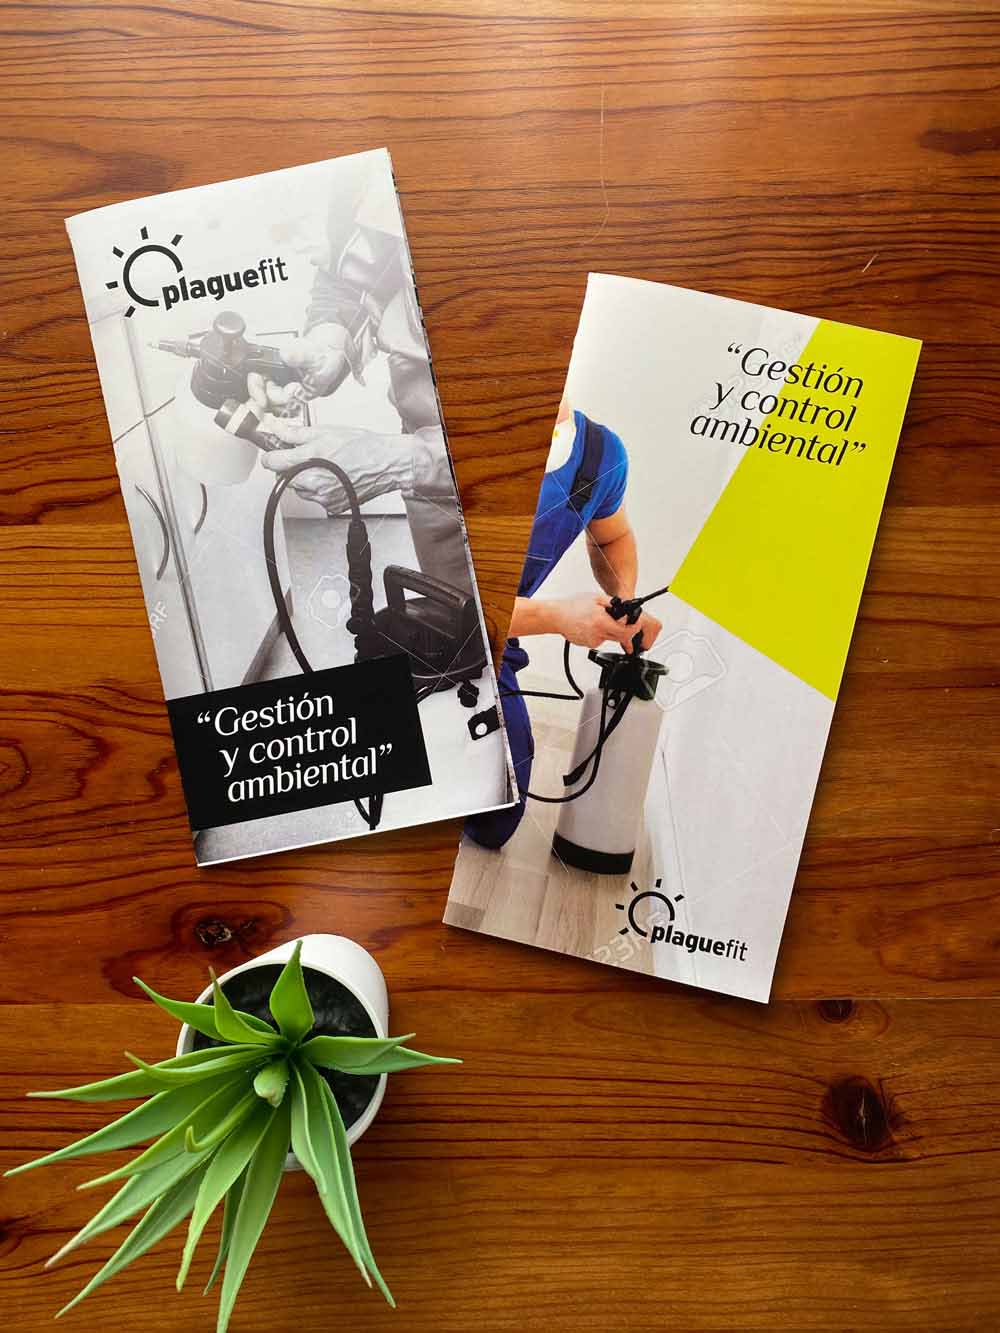 plaguefit
“Gestión
y control
ambiental”
“Gestión
y control
ambiental”
plaguefit